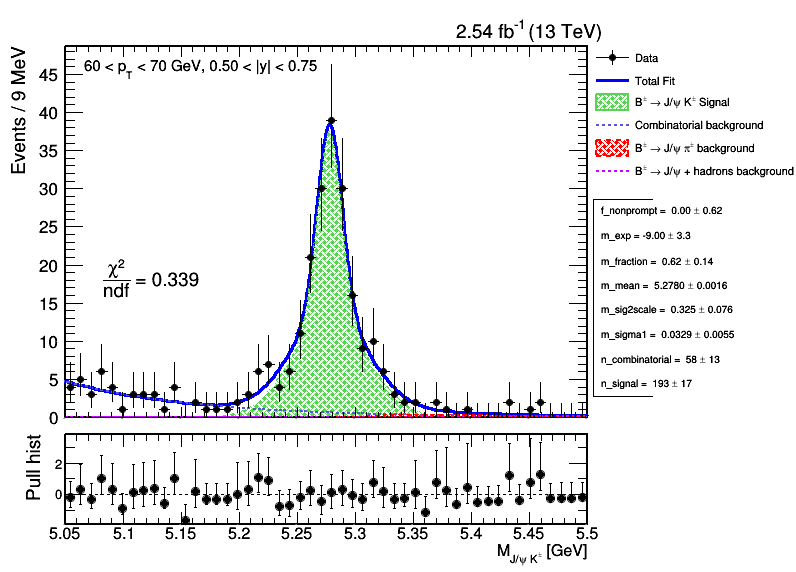 2.54 fb⁻¹ (13 TeV)
60 < p_T < 70 GeV, 0.50 < |y| < 0.75
Events / 9 MeV
45
40
35
30
25
20
15
10
5
0
χ²/ndf = 0.339
Data
Total Fit
B± → J/ψ K± Signal
Combinatorial background
B± → J/ψ π± background
B± → J/ψ + hadrons background
f_nonprompt = 0.00 ± 0.62
m_exp = -9.00 ± 3.3
m_fraction = 0.62 ± 0.14
m_mean = 5.2780 ± 0.0016
m_sig2scale = 0.325 ± 0.076
m_sigma1 = 0.0329 ± 0.0055
n_combinatorial = 58 ± 13
n_signal = 193 ± 17
Pull hist
2
0
5.05 5.1 5.15 5.2 5.25 5.3 5.35 5.4 5.45 5.5
M_J/ψ K± [GeV]